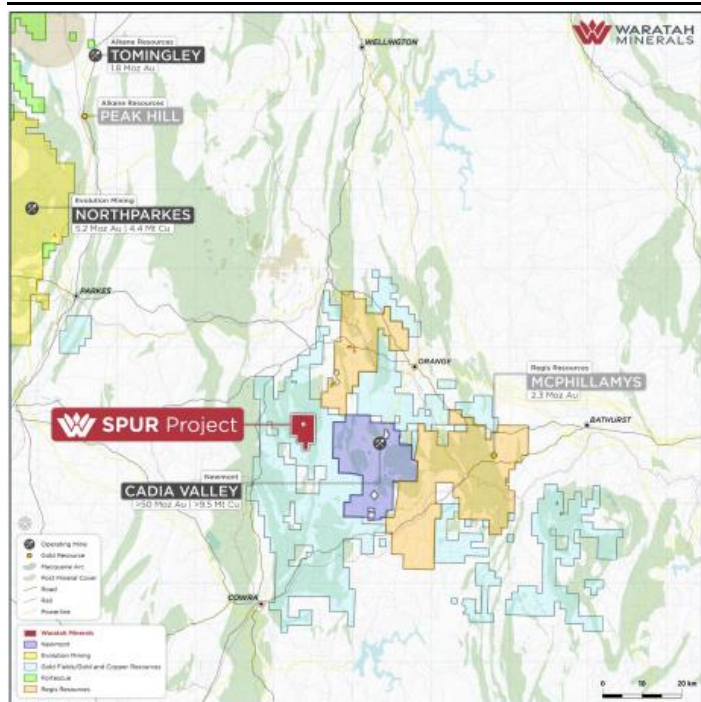 WARATAH
MINERALS
Alkane Resources
TOMINGLEY
1.8 Moz Au
WELLINGTON
Alkane Resources
PEAK HILL
Evolution Mining
NORTHPARKES
5.2 Moz Au | 4.4 Mt Cu
PARKES
ORANGE
Regis Resources
MCPHILLAMYS
2.3 Moz Au
BATHURST
SPUR Project
Newmont
CADIA VALLEY
>50 Moz Au | >9.5 Mt Cu
COWRA
Operating Mine
Gold Resource
Macquarie Arc
Post Mineral Cover
Road
Rail
Powerline
Waratah Minerals
Newmont
Evolution Mining
Gold Fields/Gold and Copper Resources
Fortescue
Regis Resources
0 10 20 km